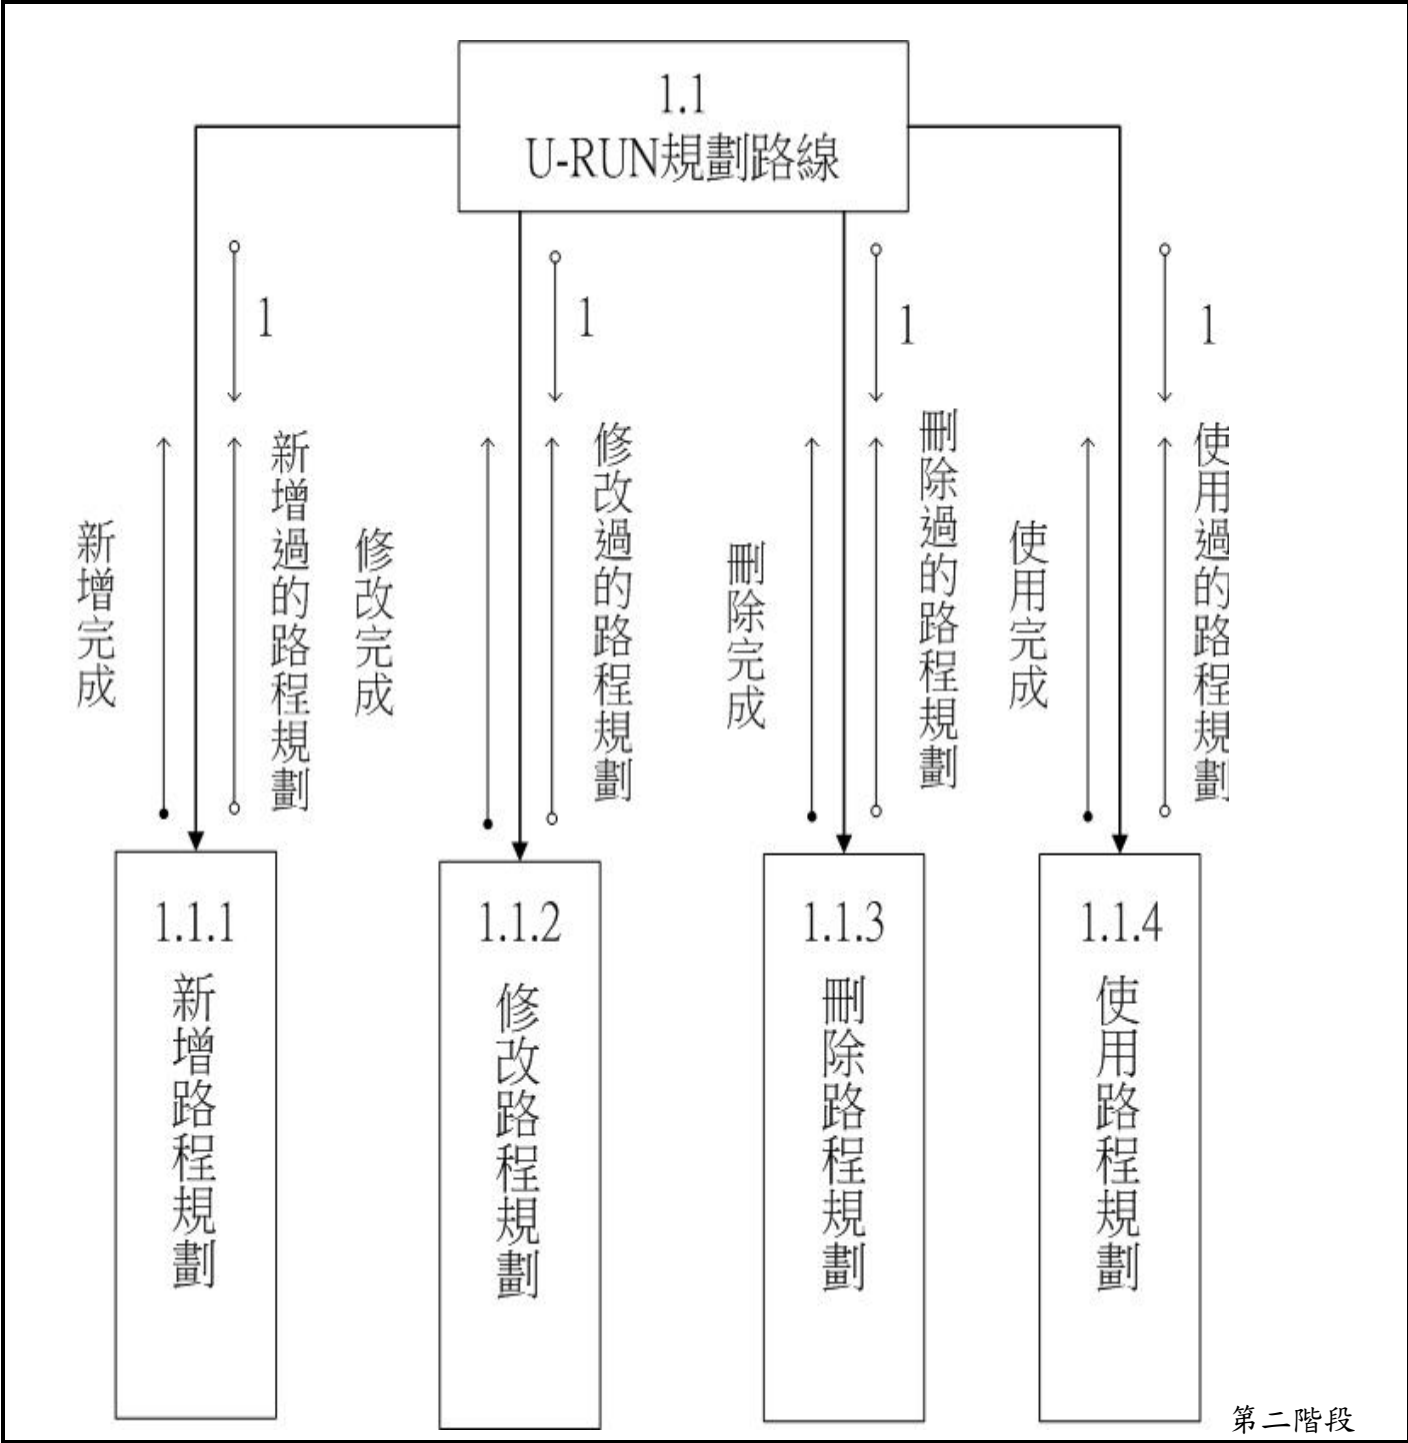 1.1
U-RUN規劃路線
1
1
1
1
新增完成
新增過的路程規劃
修改完成
修改過的路程規劃
刪除完成
刪除過的路程規劃
使用完成
使用過的路程規劃
1.1.1
新增路程規劃
1.1.2
修改路程規劃
1.1.3
刪除路程規劃
1.1.4
使用路程規劃
第二階段